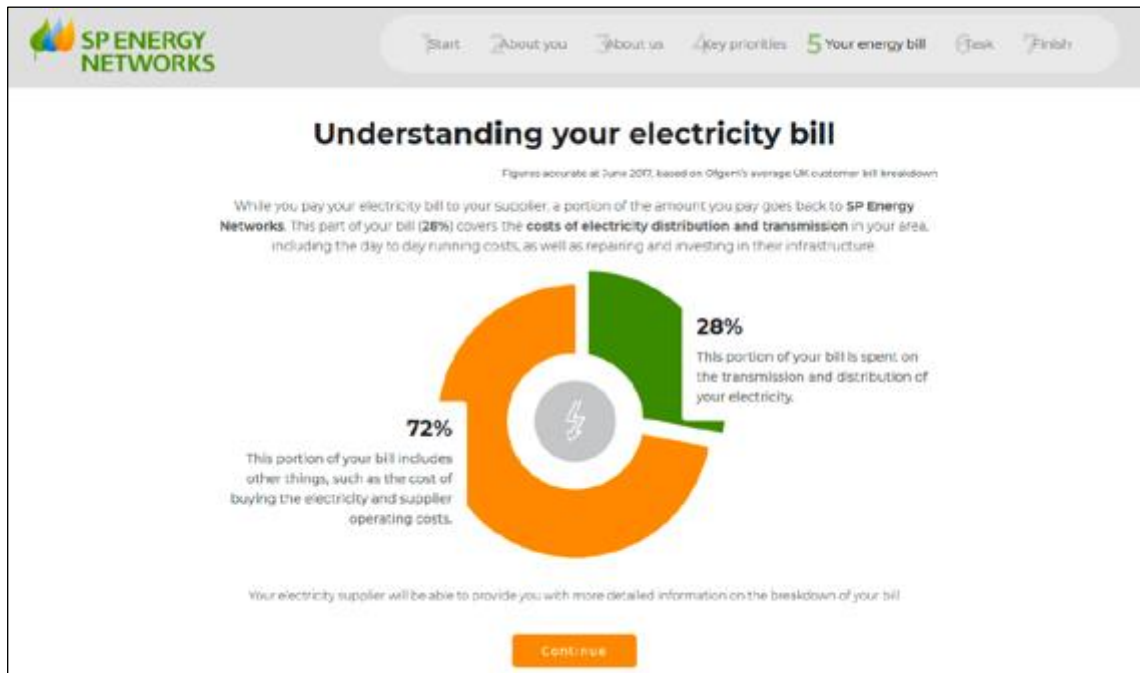 SP ENERGY
NETWORKS
1 Start 2 About you 3 About us 4 Key priorities 5 Your energy bill 6 Task 7 Finish
Understanding your electricity bill
Figures accurate at June 2017, based on Ofgem's average UK customer bill breakdown
While you pay your electricity bill to your supplier, a portion of the amount you pay goes back to SP Energy
Networks. This part of your bill (28%) covers the costs of electricity distribution and transmission in your area,
including the day to day running costs, as well as repairing and investing in their infrastructure.
28%
This portion of your bill is spent on
the transmission and distribution of
your electricity.
72%
This portion of your bill includes
other things, such as the cost of
buying the electricity and supplier
operating costs.
Your electricity supplier will be able to provide you with more detailed information on the breakdown of your bill
Continue